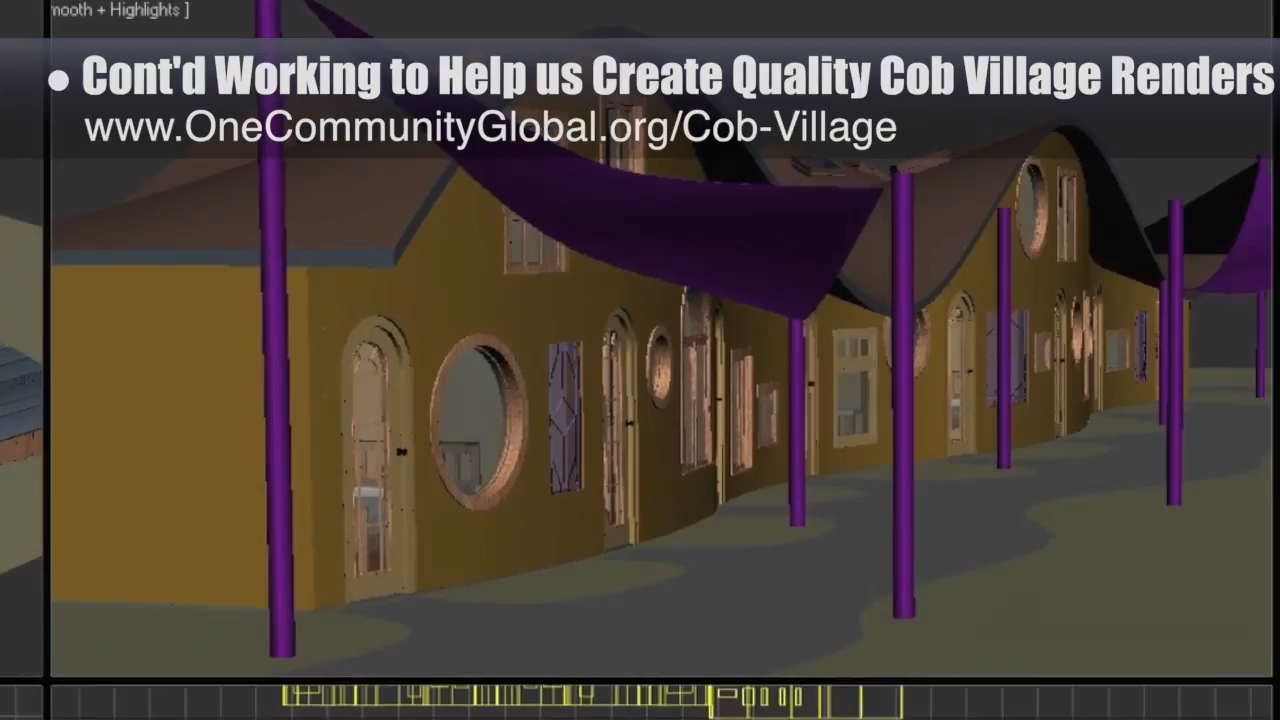 mooth + Highlights ]
• Cont'd Working to Help us Create Quality Cob Village Renders
www.OneCommunityGlobal.org/Cob-Village